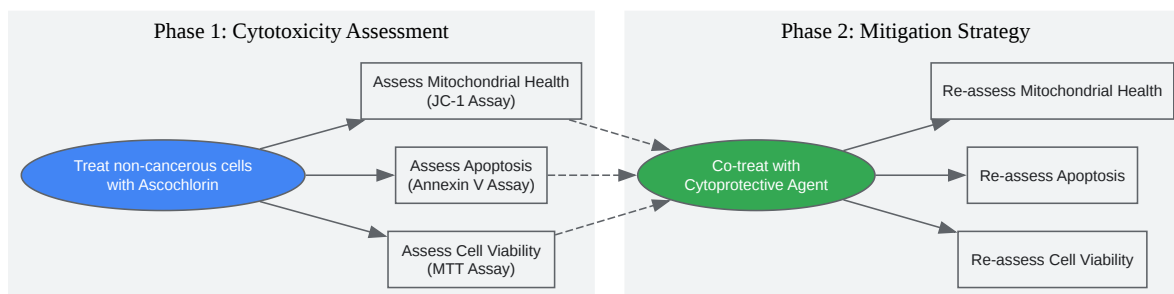 Phase 1: Cytotoxicity Assessment
Treat non-cancerous cells
with Ascochlorin
Assess Mitochondrial Health
(JC-1 Assay)
Assess Apoptosis
(Annexin V Assay)
Assess Cell Viability
(MTT Assay)
Phase 2: Mitigation Strategy
Co-treat with
Cytoprotective Agent
Re-assess Mitochondrial Health
Re-assess Apoptosis
Re-assess Cell Viability